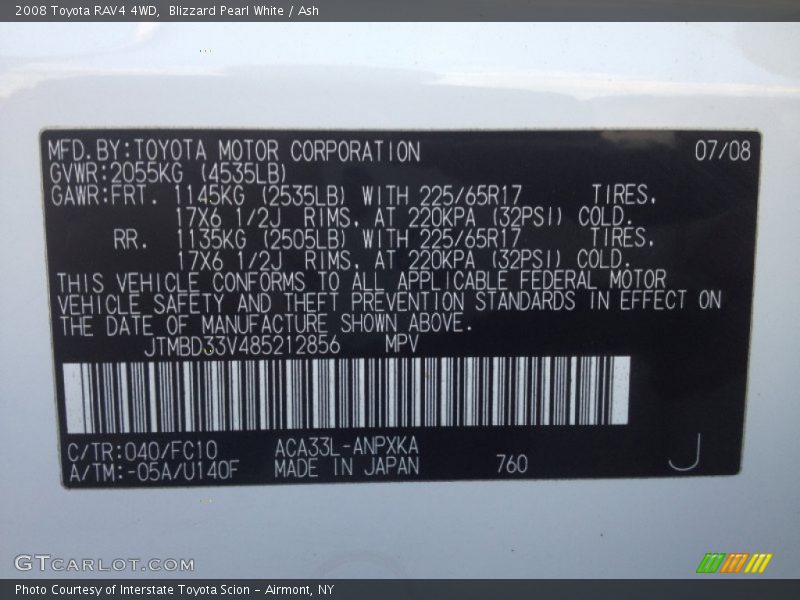 2008 Toyota RAV4 4WD,  Blizzard Pearl White / Ash
MFD.BY:TOYOTA MOTOR CORPORATION 07/08
GVWR:2055KG (4535LB)
GAWR:FRT. 1145KG (2535LB) WITH 225/65R17 TIRES,
17X6 1/2J RIMS, AT 220KPA (32PSI) COLD.
RR. 1135KG (2505LB) WITH 225/65R17 TIRES,
17X6 1/2J RIMS, AT 220KPA (32PSI) COLD.
THIS VEHICLE CONFORMS TO ALL APPLICABLE FEDERAL MOTOR
VEHICLE SAFETY AND THEFT PREVENTION STANDARDS IN EFFECT ON
THE DATE OF MANUFACTURE SHOWN ABOVE.
JTMBD33V485212856 MPV
C/TR:040/FC10 ACA33L-ANPXKA
A/TM:-05A/U140F MADE IN JAPAN 760 J
GTCARLOT.COM
Photo Courtesy of Interstate Toyota Scion - Airmont, NY